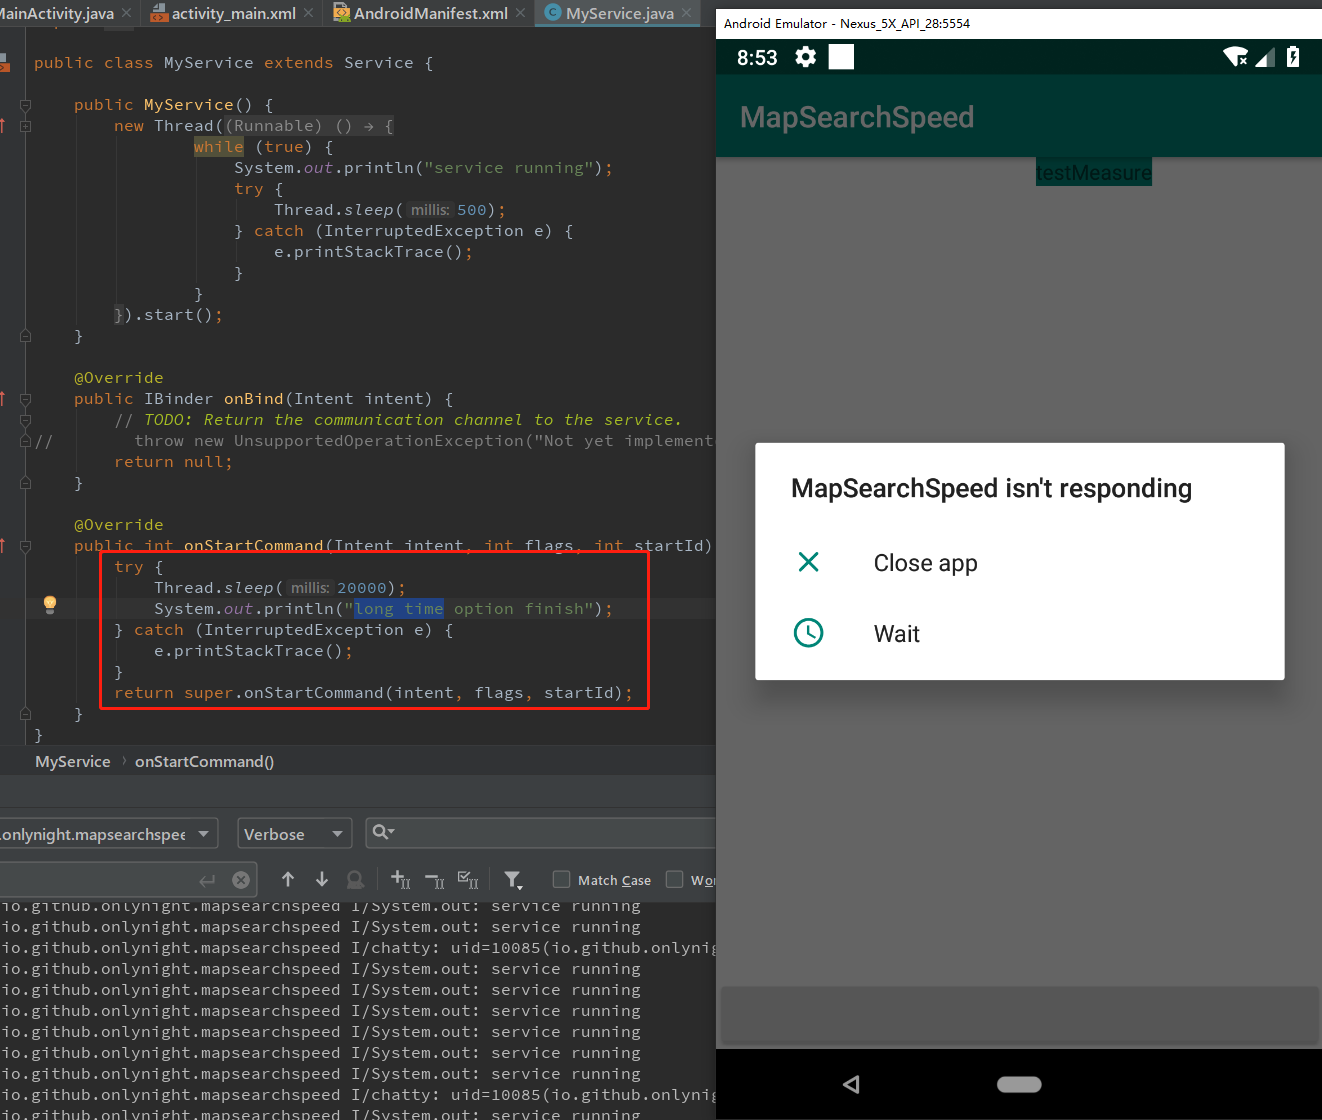 MainActivity.java
activity_main.xml
AndroidManifest.xml
MyService.java
public class MyService extends Service {
public MyService() {
new Thread((Runnable) () → {
while (true) {
System.out.println("service running");
try {
Thread.sleep( millis: 500);
} catch (InterruptedException e) {
e.printStackTrace();
}
}
}).start();
}
@Override
public IBinder onBind(Intent intent) {
// TODO: Return the communication channel to the service.
// throw new UnsupportedOperationException("Not yet implemente
return null;
}
@Override
public int onStartCommand(Intent intent, int flags, int startId)
try {
Thread.sleep( millis: 20000);
System.out.println("long time option finish");
} catch (InterruptedException e) {
e.printStackTrace();
}
return super.onStartCommand(intent, flags, startId);
}
}
MyService › onStartCommand()
.onlynight.mapsearchspee
Verbose
Match Case
Wor
io.github.onlynight.mapsearchspeed I/System.out: service running
io.github.onlynight.mapsearchspeed I/System.out: service running
io.github.onlynight.mapsearchspeed I/chatty: uid=10085(io.github.onlynig
io.github.onlynight.mapsearchspeed I/System.out: service running
io.github.onlynight.mapsearchspeed I/System.out: service running
io.github.onlynight.mapsearchspeed I/System.out: service running
io.github.onlynight.mapsearchspeed I/System.out: service running
io.github.onlynight.mapsearchspeed I/System.out: service running
io.github.onlynight.mapsearchspeed I/System.out: service running
io.github.onlynight.mapsearchspeed I/chatty: uid=10085(io.github.onlynig
io.github.onlynight.mapsearchspeed I/System.out: service running
Android Emulator - Nexus_5X_API_28:5554
8:53
MapSearchSpeed
testMeasure
MapSearchSpeed isn't responding
Close app
Wait